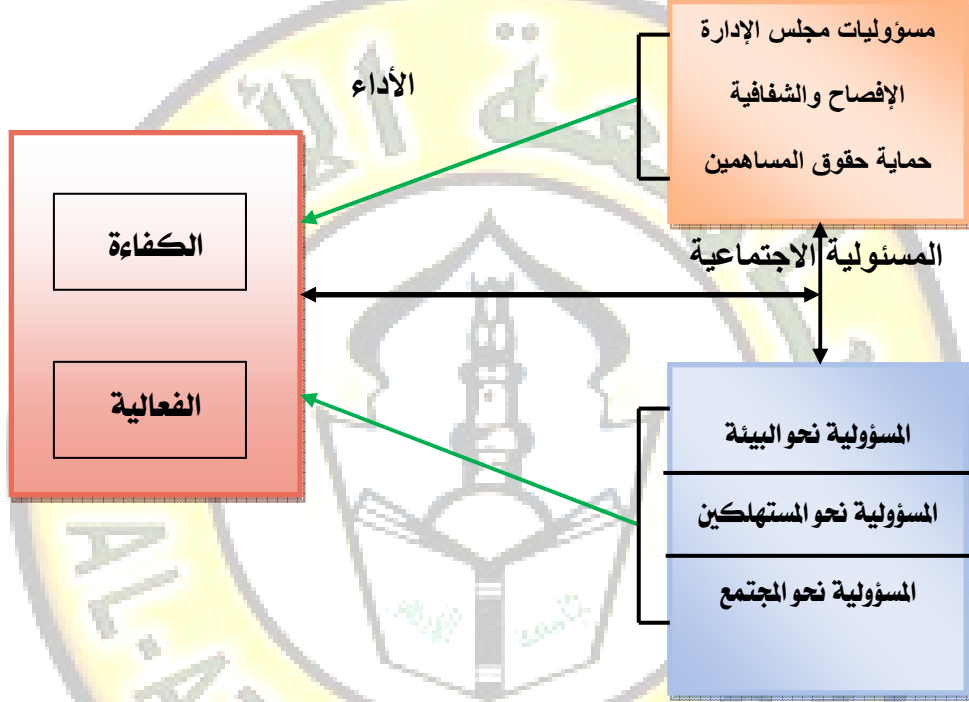 مسؤوليات مجلس الإدارة
الإفصاح والشفافية
حماية حقوق المساهمين
الأداء
الكفاءة
الفعالية
المسئولية الاجتماعية
المسؤولية نحو البيئة
المسؤولية نحو المستهلكين
المسؤولية نحو المجتمع